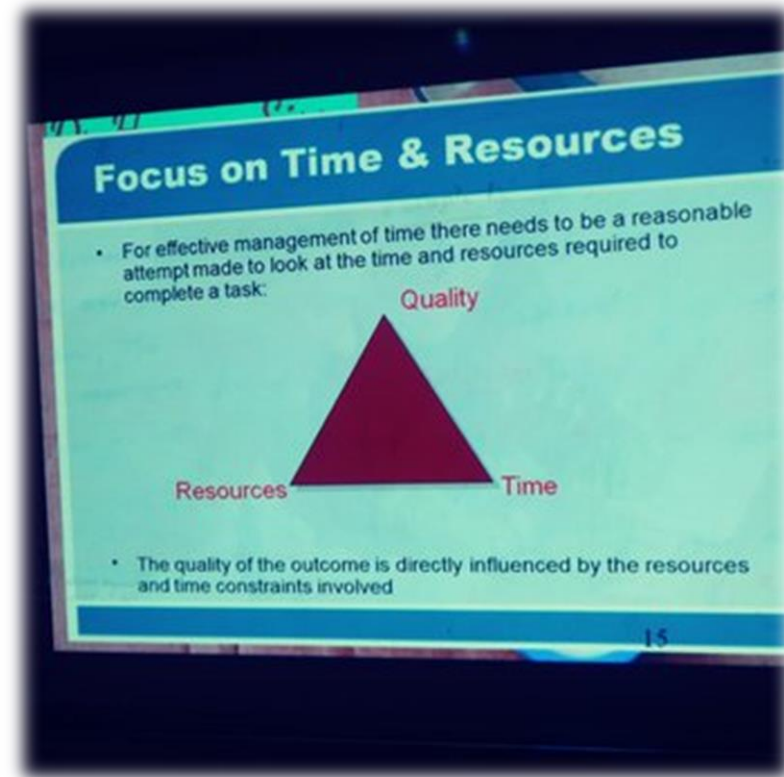 Focus on Time & Resources
• For effective management of time there needs to be a reasonable
attempt made to look at the time and resources required to
complete a task:
Quality
Resources
Time
• The quality of the outcome is directly influenced by the resources
and time constraints involved
15